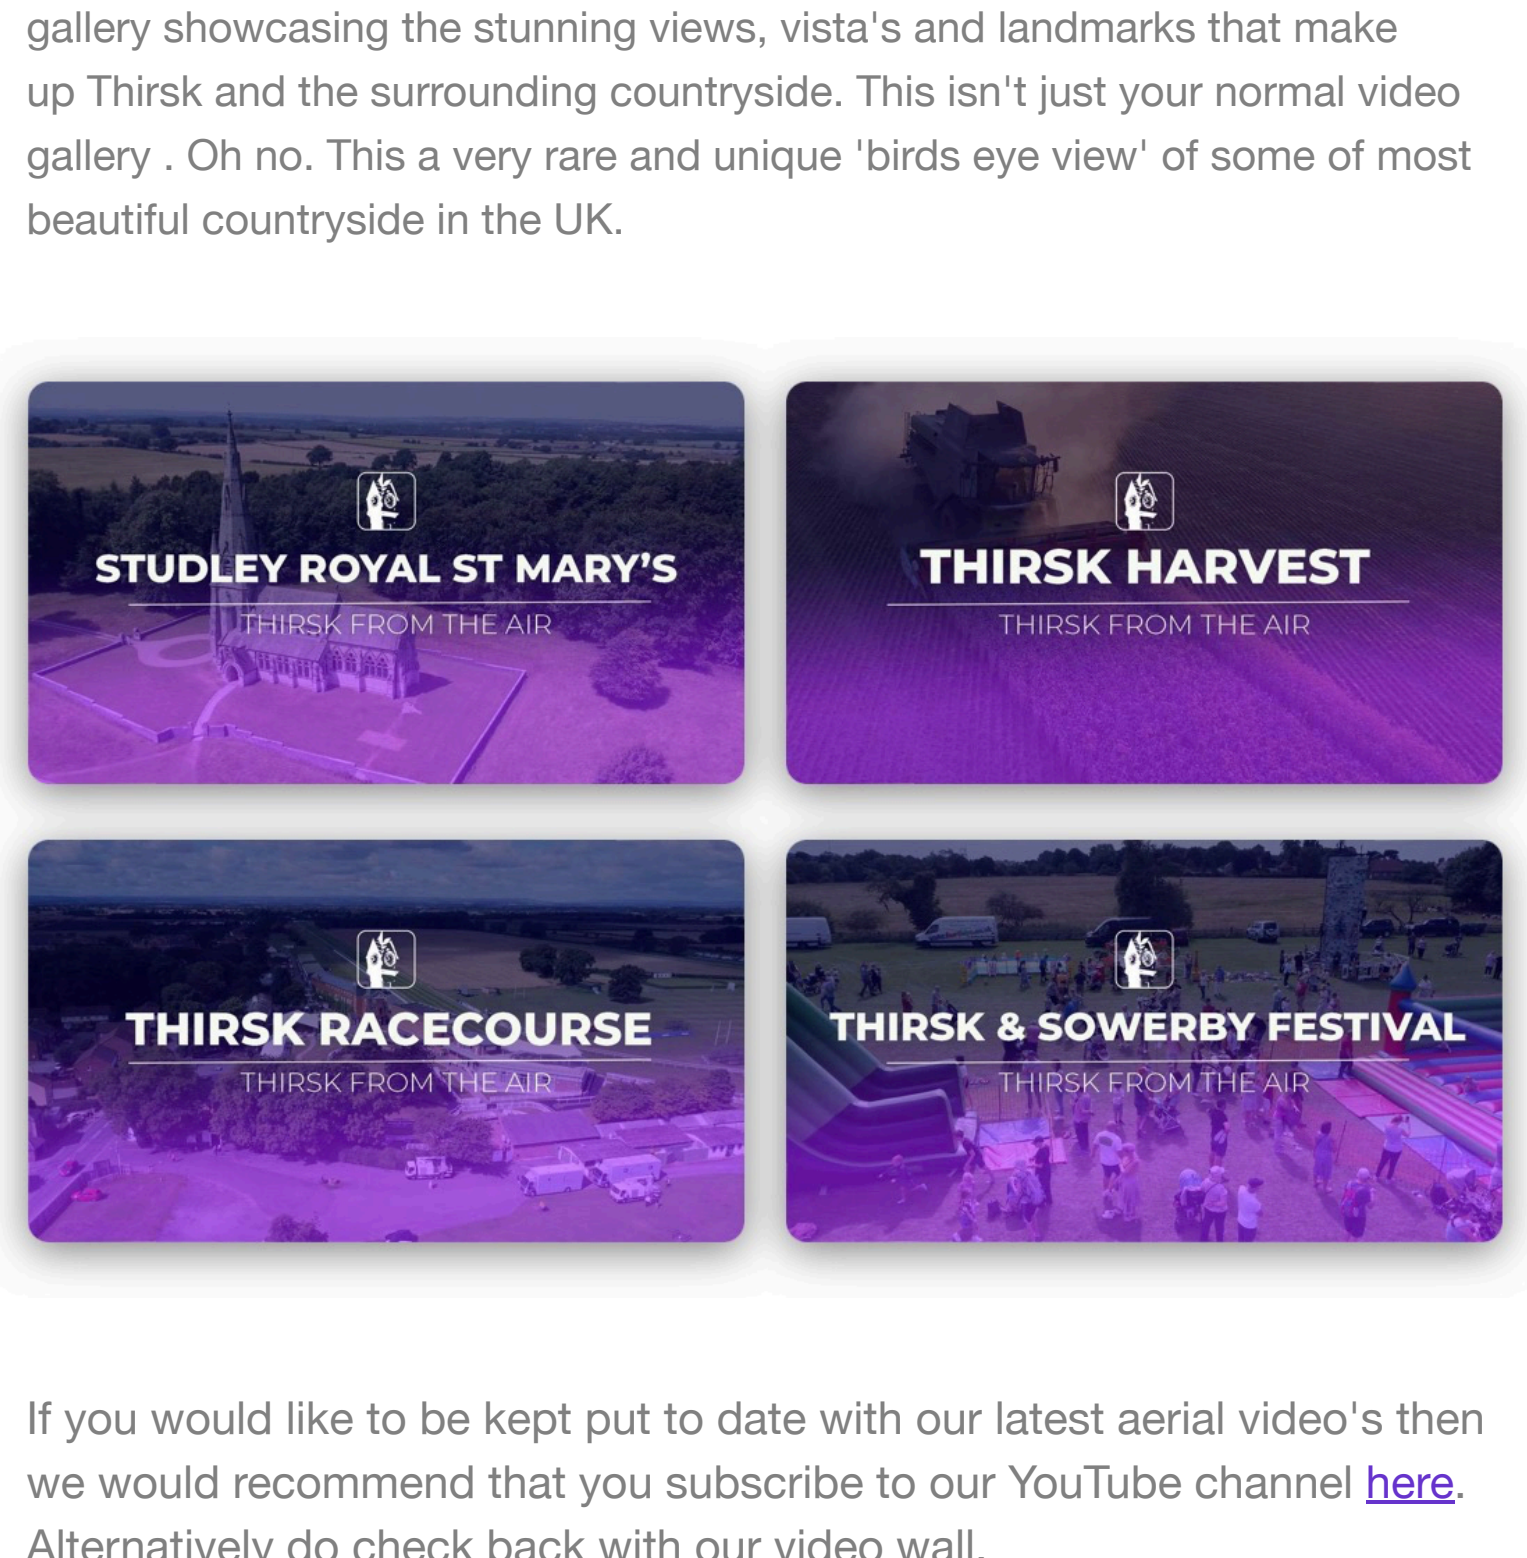 gallery showcasing the stunning views, vista's and landmarks that make
up Thirsk and the surrounding countryside. This isn't just your normal video
gallery . Oh no. This a very rare and unique 'birds eye view' of some of most
beautiful countryside in the UK.
STUDLEY ROYAL ST MARY’S
THIRSK FROM THE AIR
THIRSK HARVEST
THIRSK FROM THE AIR
THIRSK RACECOURSE
THIRSK FROM THE AIR
THIRSK & SOWERBY FESTIVAL
THIRSK FROM THE AIR
If you would like to be kept put to date with our latest aerial video's then
we would recommend that you subscribe to our YouTube channel here.
Alternatively do check back with our video wall.